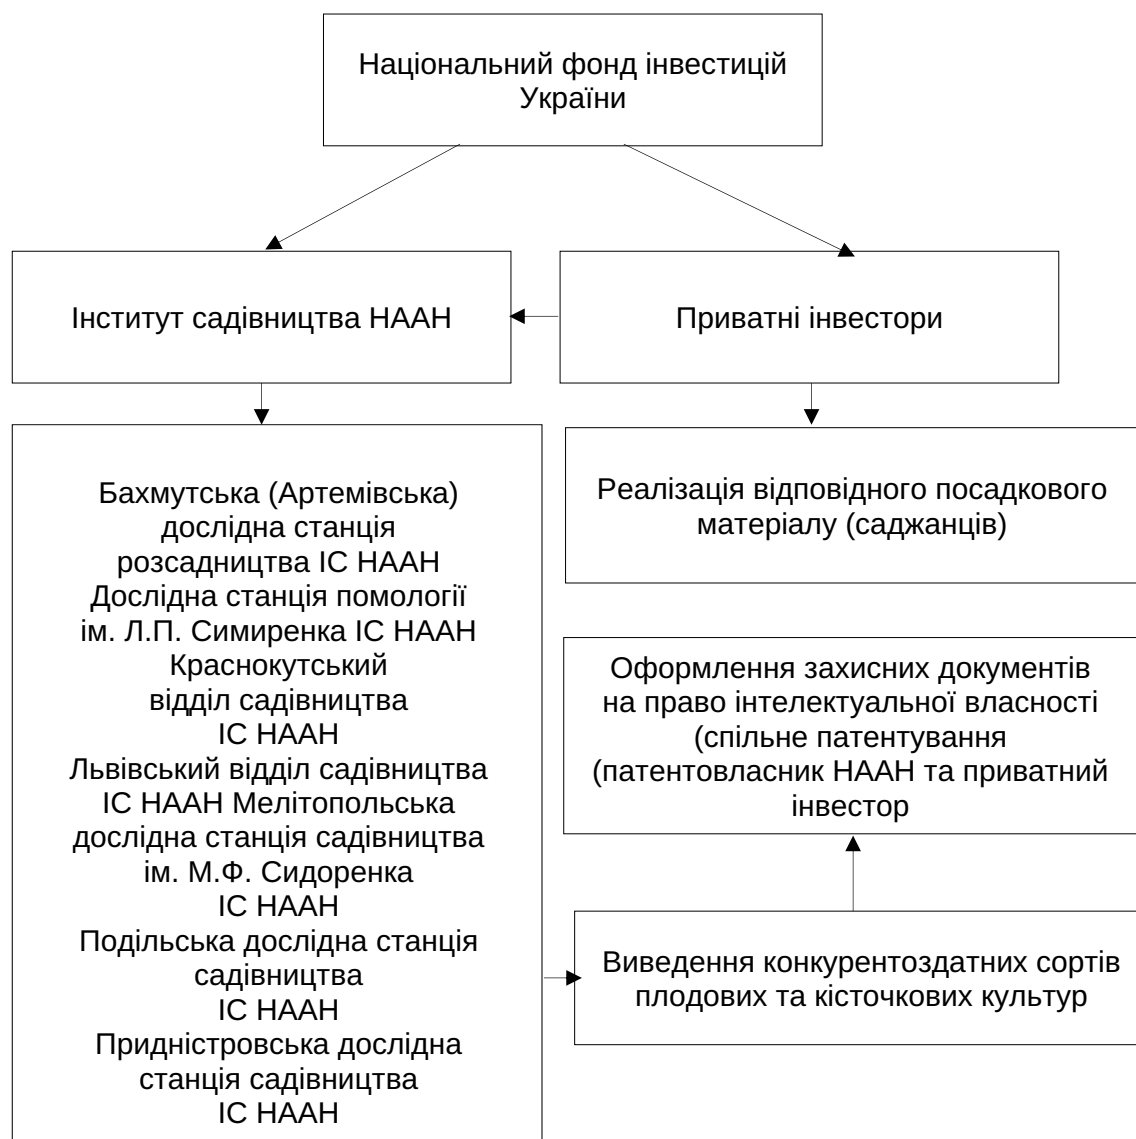 Національний фонд інвестицій
України
Інститут садівництва НААН
Приватні інвестори
Бахмутська (Артемівська)
дослідна станція
розсадництва ІС НААН
Дослідна станція помології
ім. Л.П. Симиренка ІС НААН
Краснокутський
відділ садівництва
ІС НААН
Львівський відділ садівництва
ІС НААН Мелітопольська
дослідна станція садівництва
ім. М.Ф. Сидоренка
ІС НААН
Подільська дослідна станція
садівництва
ІС НААН
Придністровська дослідна
станція садівництва
ІС НААН
Реалізація відповідного посадкового
матеріалу (саджанців)
Оформлення захисних документів
на право інтелектуальної власності
(спільне патентування
(патентовласник НААН та приватний
інвестор
Виведення конкурентоздатних сортів
плодових та кісточкових культур